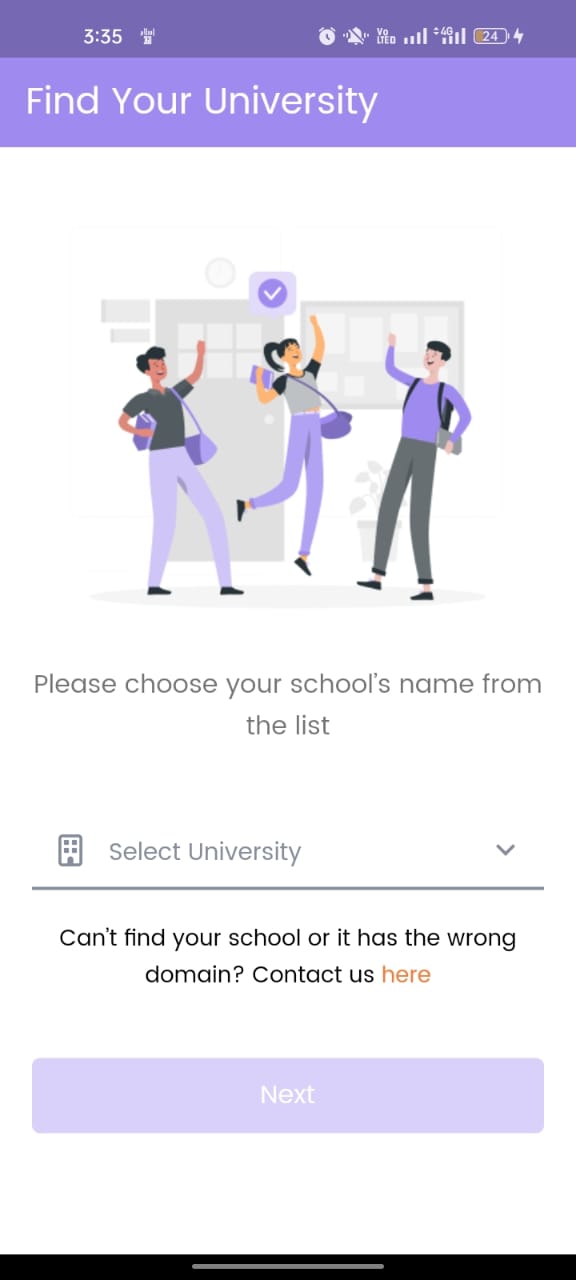 3:35
Vo
LTED
4G
24
Find Your University
Please choose your school's name from
the list
Select University
Can't find your school or it has the wrong
domain? Contact us here
Next